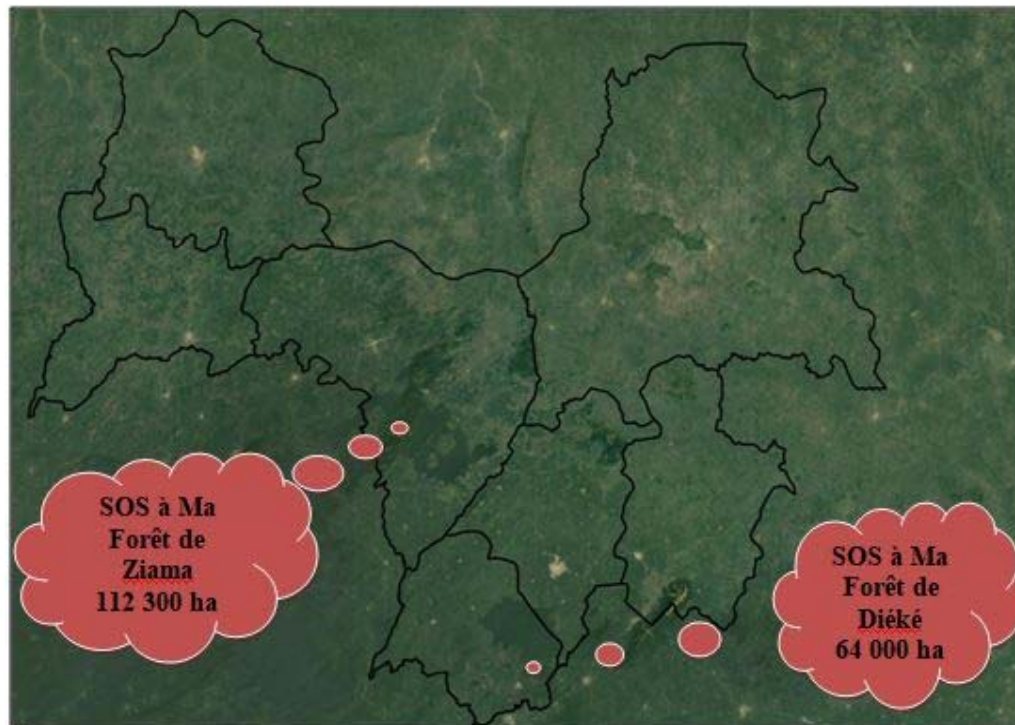 SOS à Ma
Forêt de
Ziama
112 300 ha
SOS à Ma
Forêt de
Diéké
64 000 ha